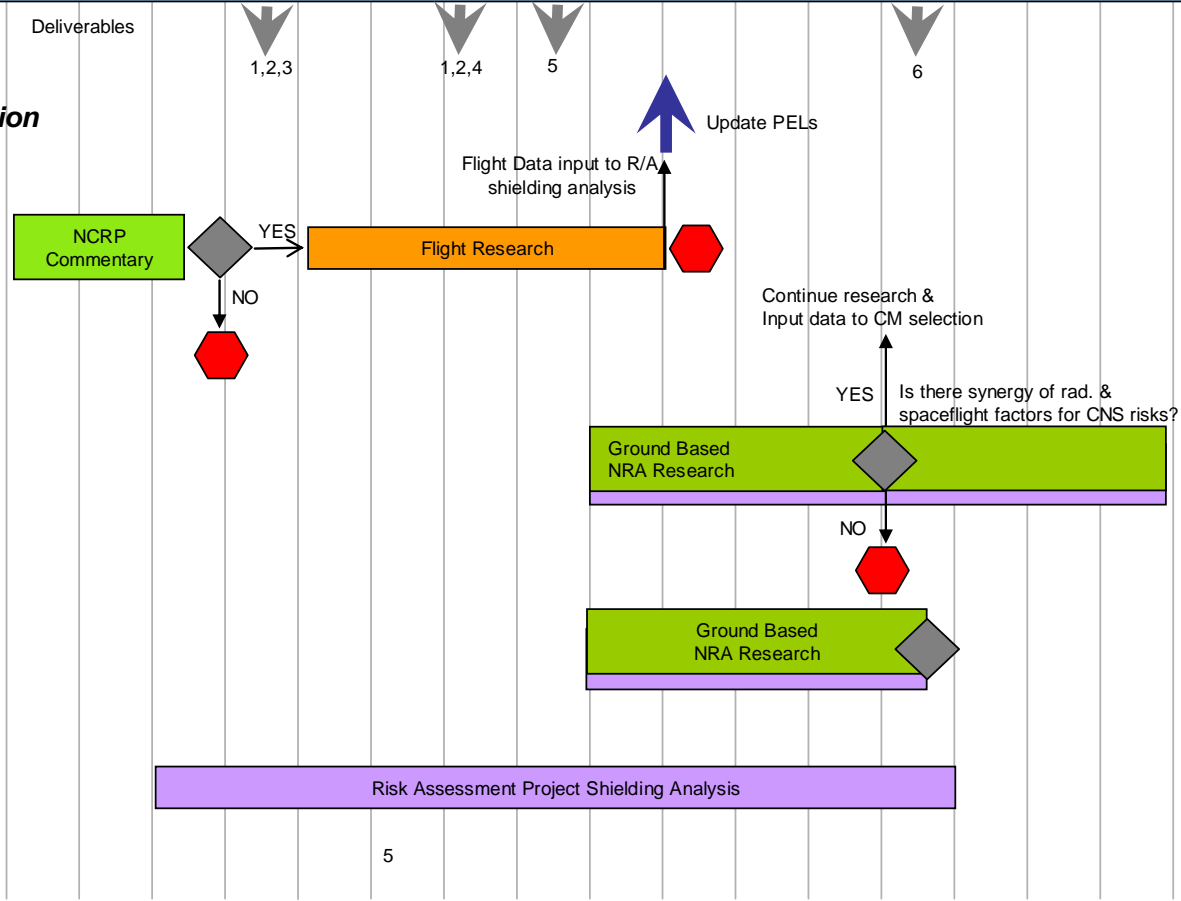 Deliverables
1,2,3
1,2,4
5
6
ion
Update PELs
Flight Data input to R/A
shielding analysis
NCRP
Commentary
YES
Flight Research
NO
Continue research &
Input data to CM selection
YES
Is there synergy of rad. &
spaceflight factors for CNS risks?
Ground Based
NRA Research
NO
Ground Based
NRA Research
Risk Assessment Project Shielding Analysis
5